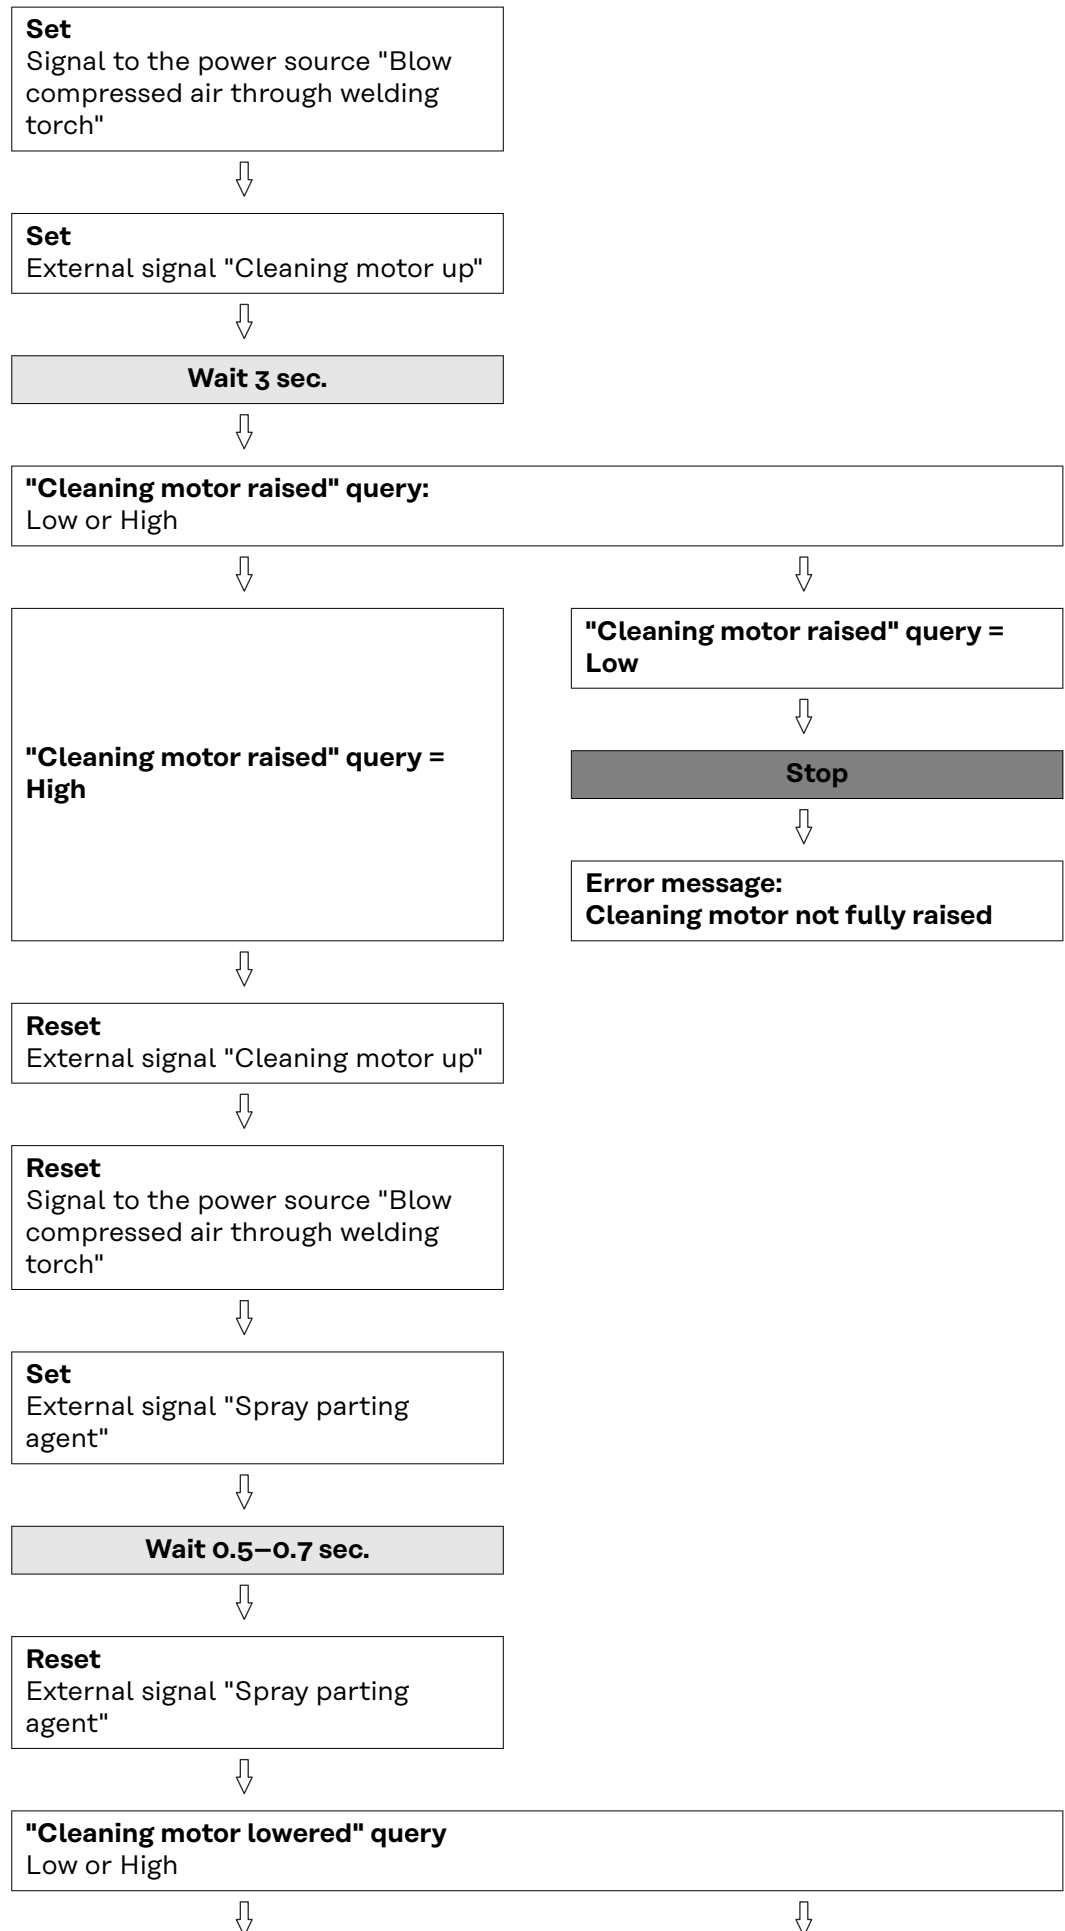 Set
Signal to the power source "Blow
compressed air through welding
torch"
Set
External signal "Cleaning motor up"
Wait 3 sec.
"Cleaning motor raised" query:
Low or High
"Cleaning motor raised" query =
High
"Cleaning motor raised" query =
Low
Stop
Error message:
Cleaning motor not fully raised
Reset
External signal "Cleaning motor up"
Reset
Signal to the power source "Blow
compressed air through welding
torch"
Set
External signal "Spray parting
agent"
Wait 0.5–0.7 sec.
Reset
External signal "Spray parting
agent"
"Cleaning motor lowered" query
Low or High